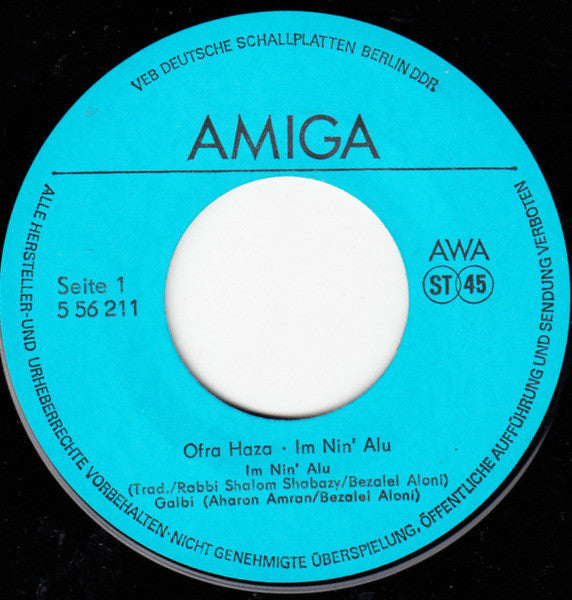 VEB DEUTSCHE SCHALLPLATTEN BERLIN DDR
AMIGA
Seite 1
5 56 211
AWA
ST 45
Ofra Haza · Im Nin' Alu
Im Nin' Alu
(Trad./Rabbi Shalom Shabazy/Bezalel Aloni)
Galbi (Aharon Amran/Bezalel Aloni)
ALLE HERSTELLER-UND URHEBERRECHTE VORBEHALTEN·NICHT GENEHMIGTE ÜBERSPIELUNG, ÖFFENTLICHE AUFFÜHRUNG UND SENDUNG VERBOTEN